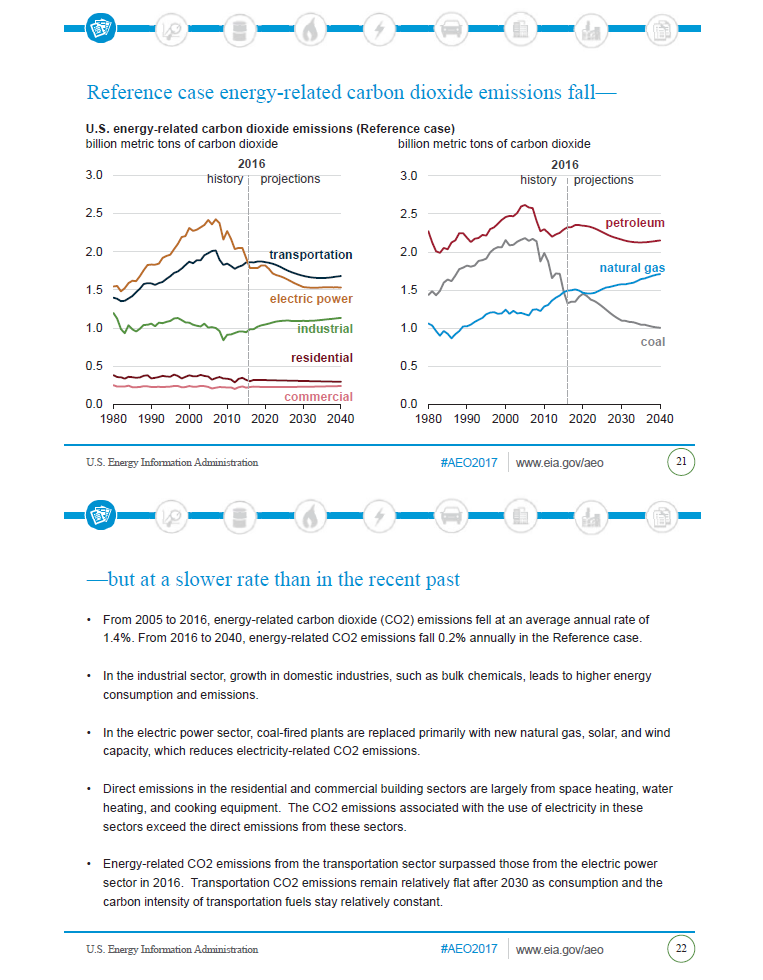 Reference case energy-related carbon dioxide emissions fall—
U.S. energy-related carbon dioxide emissions (Reference case)
billion metric tons of carbon dioxide
billion metric tons of carbon dioxide
2016
history
projections
3.0
2.5
2.0
1.5
1.0
0.5
0.0
transportation
electric power
industrial
residential
commercial
1980 1990 2000 2010 2020 2030 2040
2016
history
projections
3.0
2.5
2.0
1.5
1.0
0.5
0.0
petroleum
natural gas
coal
1980 1990 2000 2010 2020 2030 2040
U.S. Energy Information Administration
#AEO2017
www.eia.gov/aeo
21
—but at a slower rate than in the recent past
• From 2005 to 2016, energy-related carbon dioxide (CO2) emissions fell at an average annual rate of
1.4%. From 2016 to 2040, energy-related CO2 emissions fall 0.2% annually in the Reference case.
• In the industrial sector, growth in domestic industries, such as bulk chemicals, leads to higher energy
consumption and emissions.
• In the electric power sector, coal-fired plants are replaced primarily with new natural gas, solar, and wind
capacity, which reduces electricity-related CO2 emissions.
• Direct emissions in the residential and commercial building sectors are largely from space heating, water
heating, and cooking equipment. The CO2 emissions associated with the use of electricity in these
sectors exceed the direct emissions from these sectors.
• Energy-related CO2 emissions from the transportation sector surpassed those from the electric power
sector in 2016. Transportation CO2 emissions remain relatively flat after 2030 as consumption and the
carbon intensity of transportation fuels stay relatively constant.
U.S. Energy Information Administration
#AEO2017
www.eia.gov/aeo
22